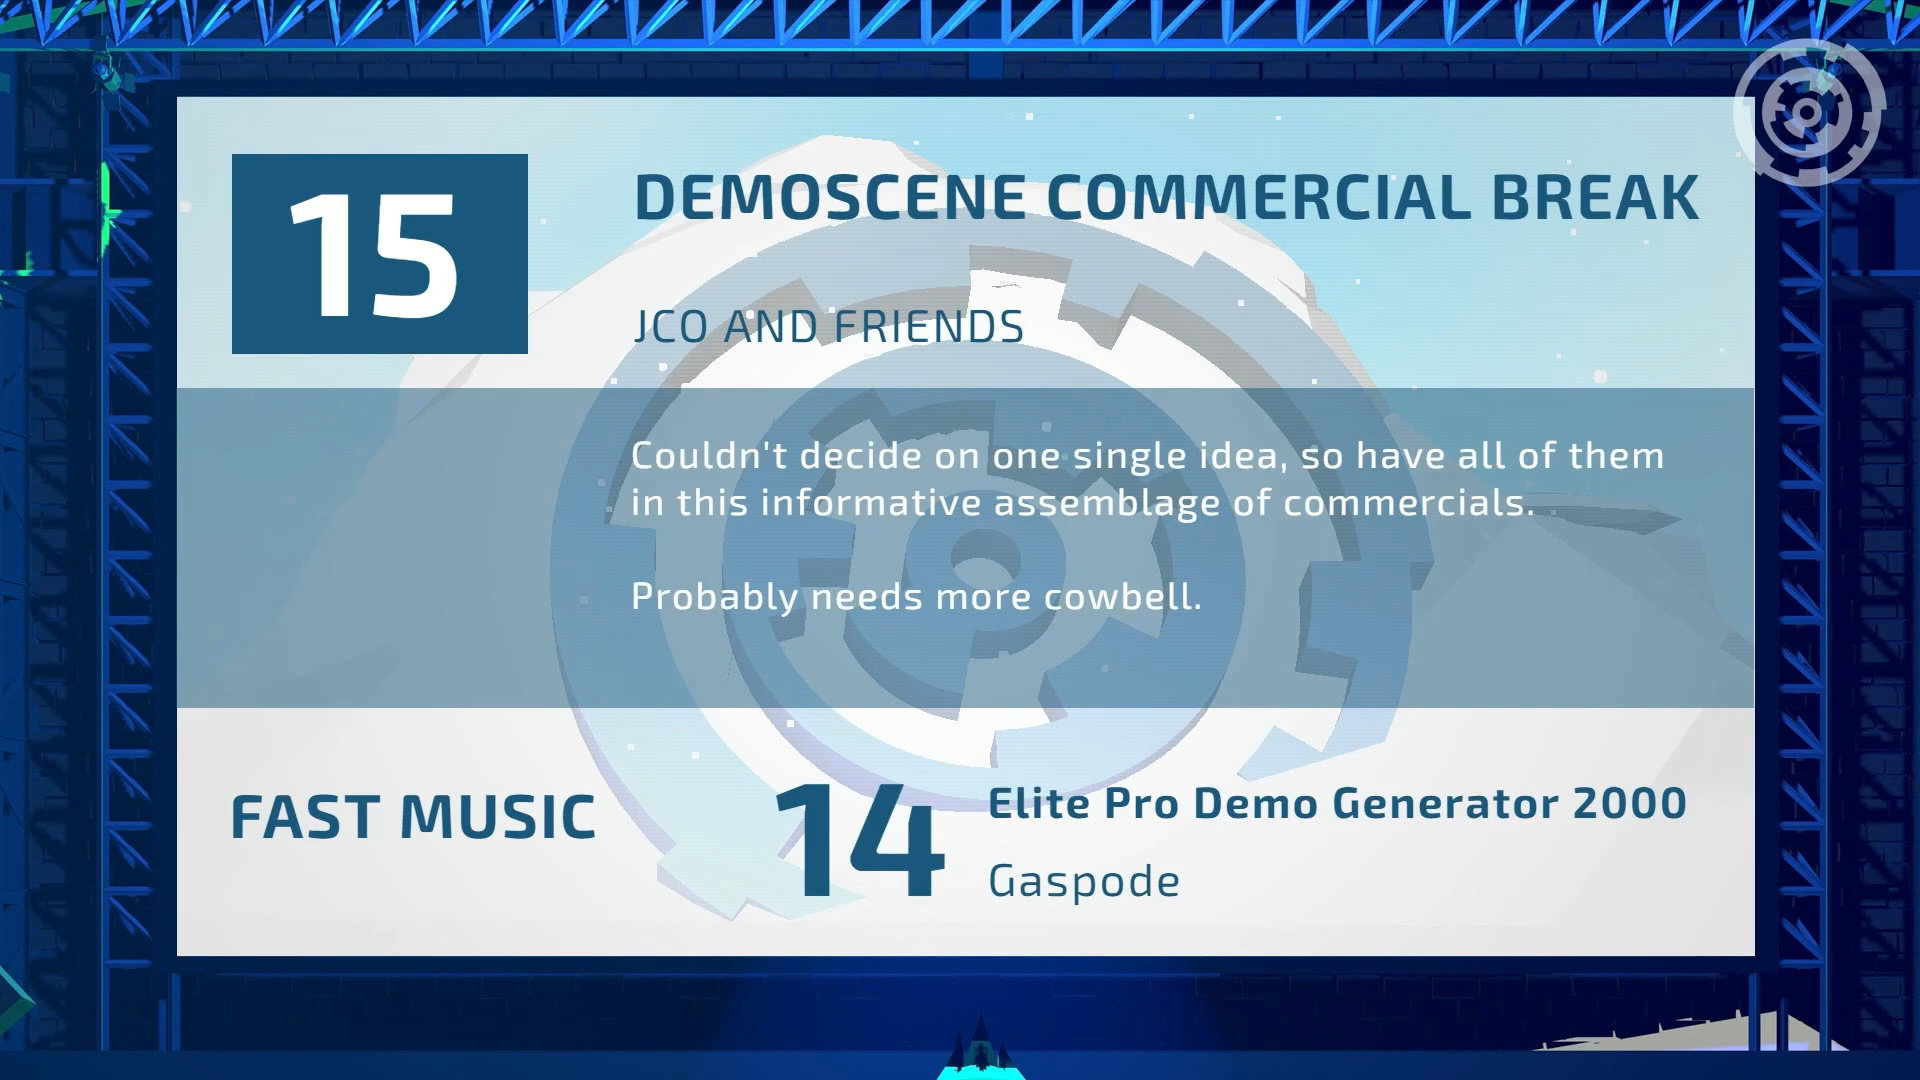 15
DEMOSCENE COMMERCIAL BREAK
JCO AND FRIENDS
Couldn't decide on one single idea, so have all of them
in this informative assemblage of commercials.
Probably needs more cowbell.
FAST MUSIC
14
Elite Pro Demo Generator 2000
Gaspode